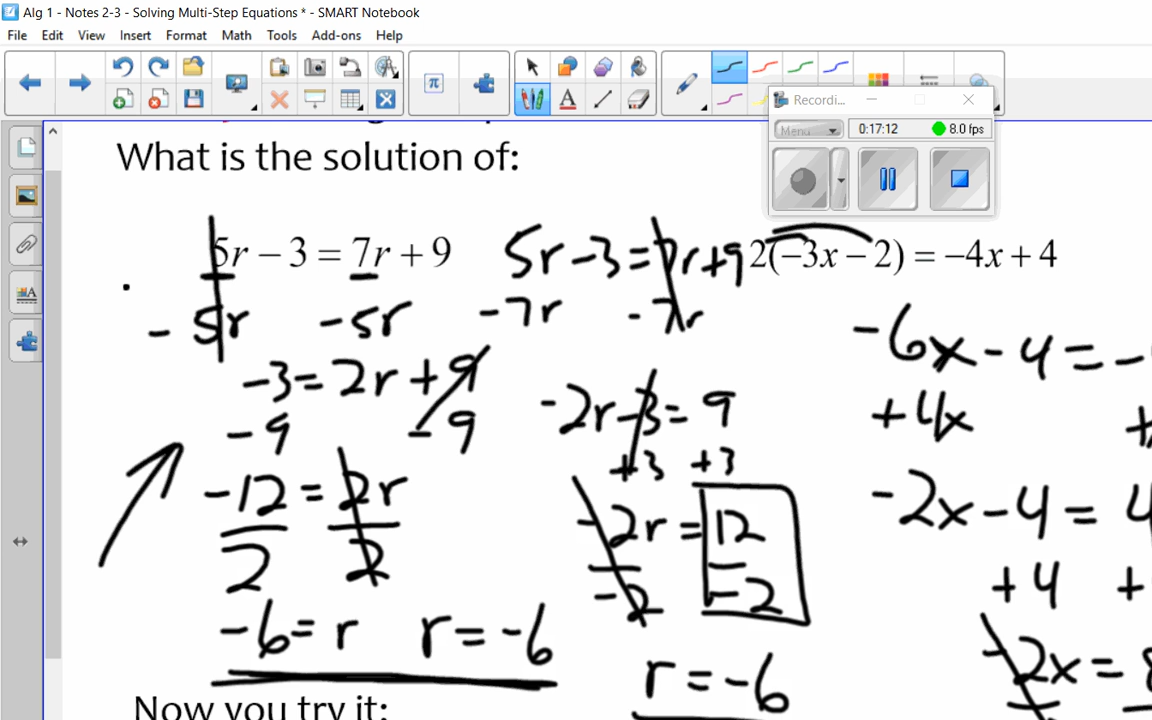 Alg 1 - Notes 2-3 - Solving Multi-Step Equations * - SMART Notebook
File Edit View Insert Format Math Tools Add-ons Help
π
A
Recordi...
Menu 0:17:12 8.0 fps
What is the solution of:
5r − 3 = 7r + 9
- 5r -5r
-3 = 2r + 9
-9 -9
-12 = 2r
2 2
-6 = r r = -6
5r - 3 = 7r + 9
-7r -7r
-2r - 3 = 9
+3 +3
-2r = 12
-2 -2
r = -6
2(−3x − 2) = −4x + 4
-6x - 4 = -
+4x +
-2x - 4 = 4
+4 +
-2x = 8
Now you try it: